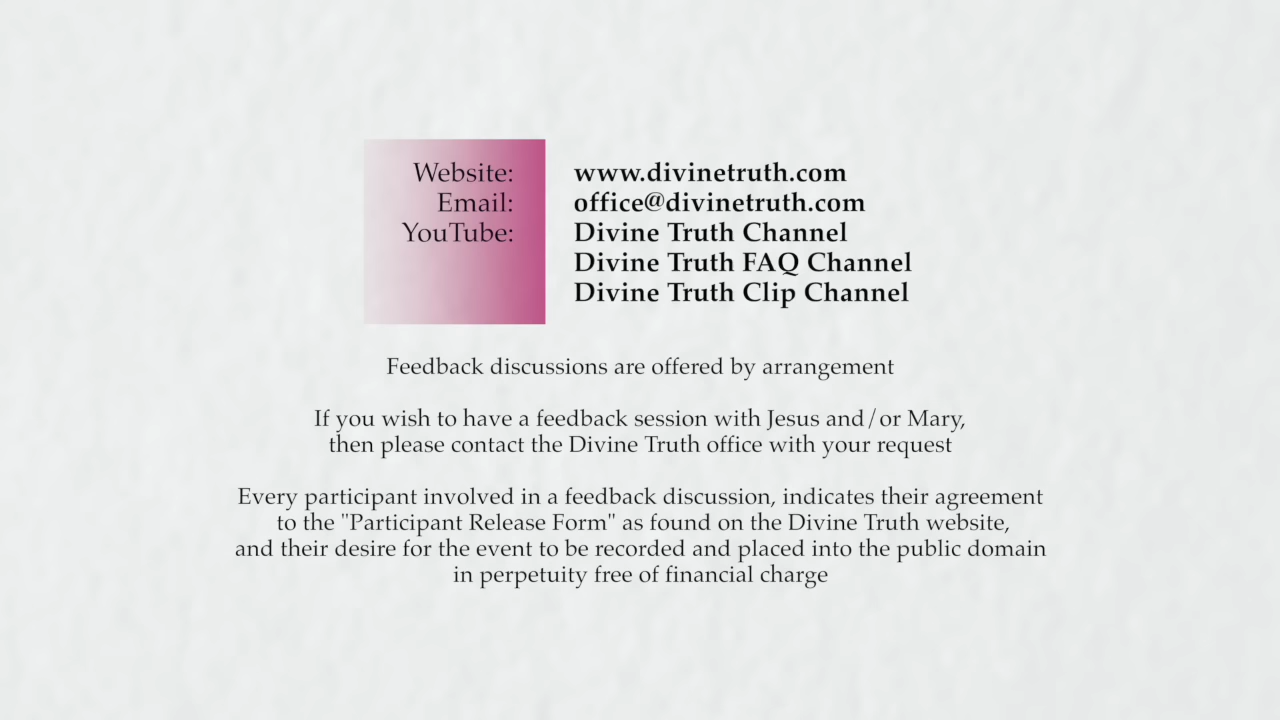 Website: www.divinetruth.com
Email: office@divinetruth.com
YouTube: Divine Truth Channel
Divine Truth FAQ Channel
Divine Truth Clip Channel
Feedback discussions are offered by arrangement
If you wish to have a feedback session with Jesus and/or Mary,
then please contact the Divine Truth office with your request
Every participant involved in a feedback discussion, indicates their agreement
to the "Participant Release Form" as found on the Divine Truth website,
and their desire for the event to be recorded and placed into the public domain
in perpetuity free of financial charge